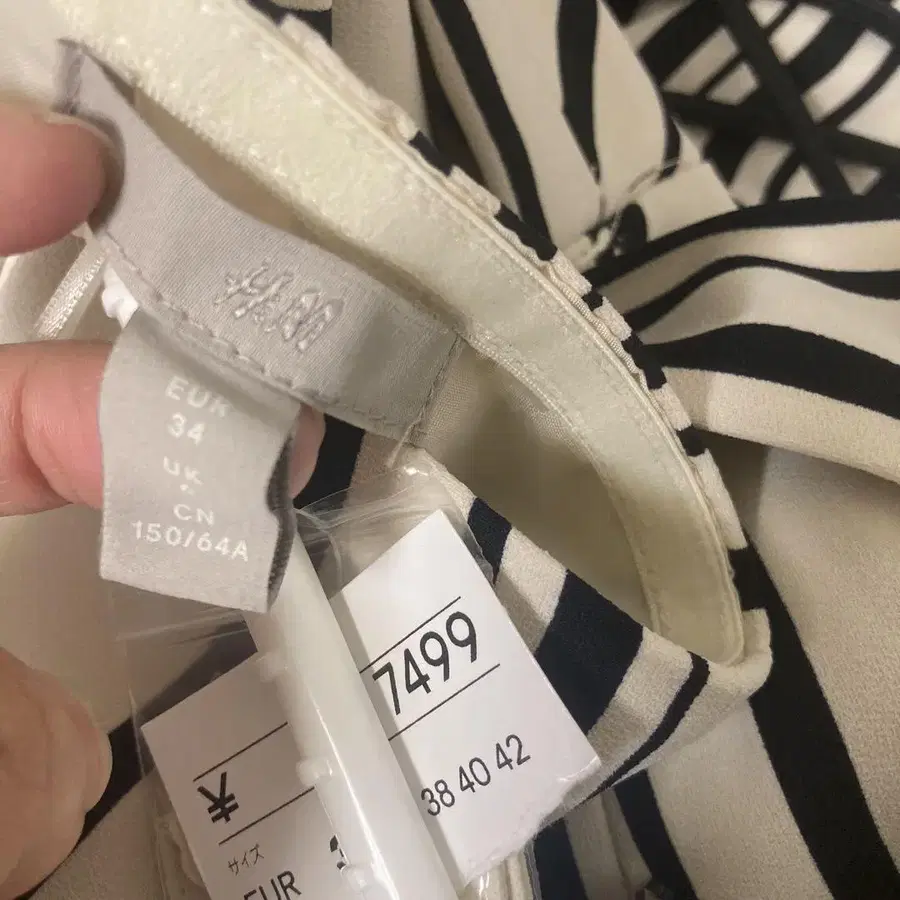 H&M
EUR
34
UK
CN
150/64A
7499
38 40 42
¥
サイズ
EUR